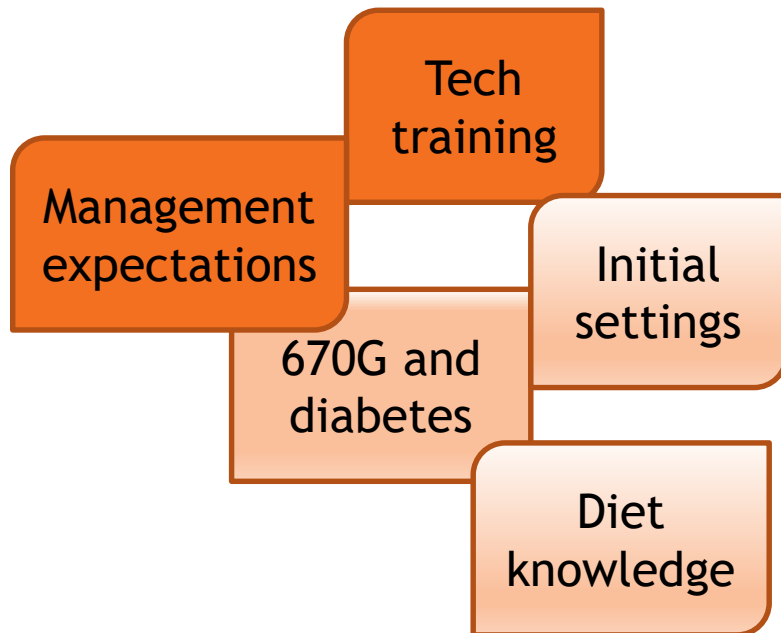 Tech
training
Management
expectations
Initial
settings
670G and
diabetes
Diet
knowledge